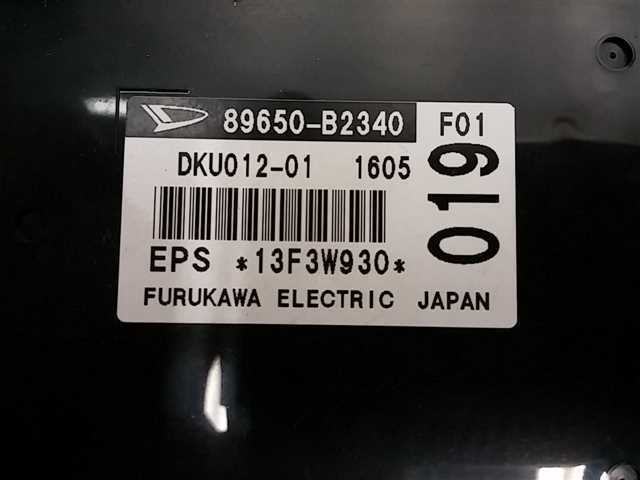 89650-B2340 F01
DKU012-01 1605
019
EPS *13F3W930*
FURUKAWA ELECTRIC JAPAN